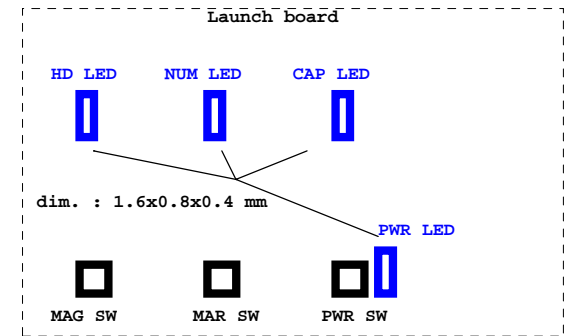 Launch board
HD LED NUM LED CAP LED
dim. : 1.6x0.8x0.4 mm
PWR LED
MAG SW MAR SW PWR SW